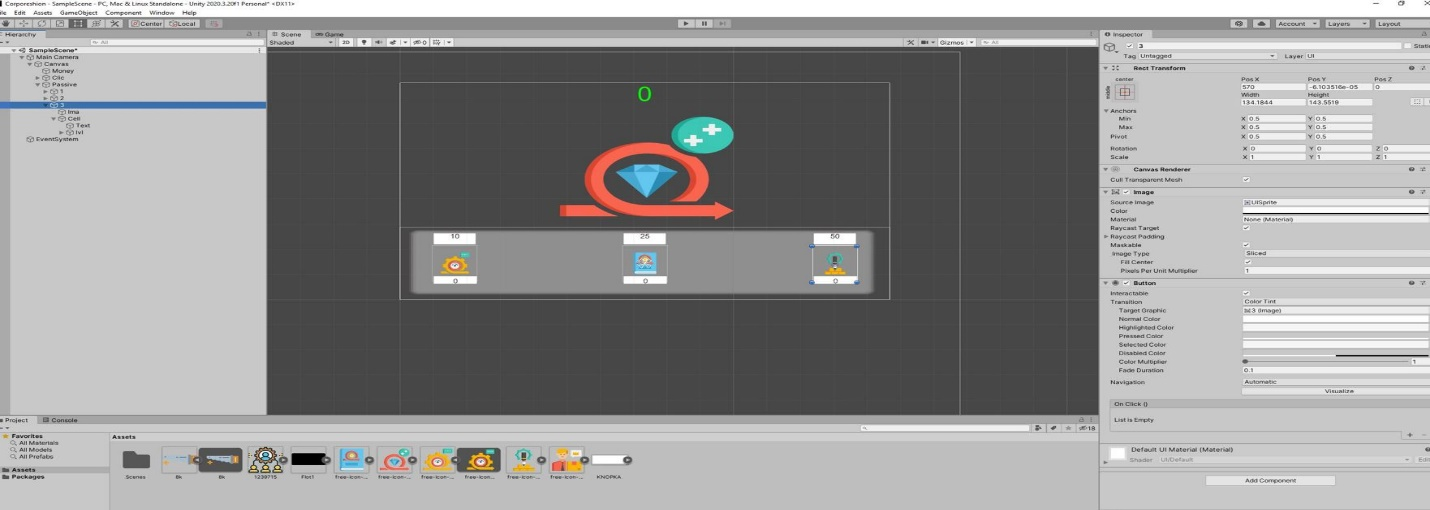 Corporeshion - SampleScene - PC, Mac & Linux Standalone - Unity 2020.3.20f1 Personal* <DX11>
Edit Assets GameObject Component Window Help
Center Local
Account Layers Layout
Hierarchy
All
SampleScene*
Main Camera
Canvas
Money
Clic
Passive
1
2
3
Ima
Cell
Text
lvl
EventSystem
Scene Game
Shaded 2D 0 Gizmos All
0
10 25 50
0 0 0
Inspector
3 Stati
Tag Untagged Layer UI
Rect Transform
center Pos X Pos Y Pos Z
middle 570 -6.103516e-05 0
Width Height
134.1844 143.5519
Anchors
Min X 0.5 Y 0.5
Max X 0.5 Y 0.5
Pivot X 0.5 Y 0.5
Rotation X 0 Y 0 Z 0
Scale X 1 Y 1 Z 1
Canvas Renderer
Cull Transparent Mesh
Image
Source Image UISprite
Color
Material None (Material)
Raycast Target
Raycast Padding
Maskable
Image Type Sliced
Fill Center
Pixels Per Unit Multiplier 1
Button
Interactable
Transition Color Tint
Target Graphic 3 (Image)
Normal Color
Highlighted Color
Pressed Color
Selected Color
Disabled Color
Color Multiplier 1
Fade Duration 0.1
Navigation Automatic
Visualize
On Click ()
List is Empty
Default UI Material (Material)
Shader UI/Default Edit
Add Component
Project Console
18
Favorites
All Materials
All Models
All Prefabs
Assets
Packages
Assets
Scenes 8k 8k 1239715 Flot1 free-icon-... free-icon-... free-icon-... free-icon... free-icon-... free-icon-... KNOPKA